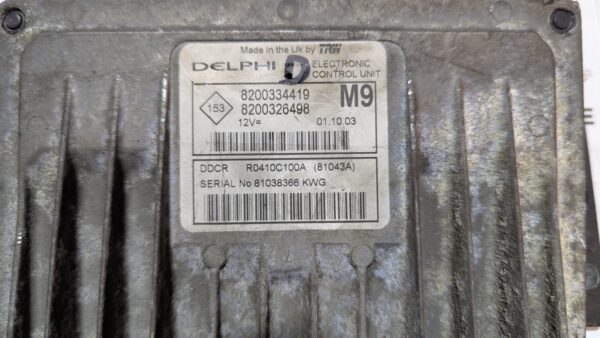 Made in the Uk by TRW
DELPHI D ELECTRONIC
CONTROL UNIT
153 8200334419 M9
8200326498
12V= 01.10.03
DDCR R0410C100A (81043A)
SERIAL No 81038366 KWG